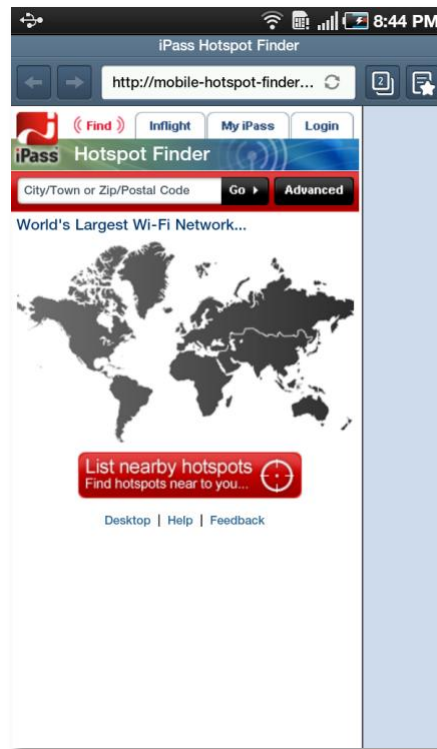 8:44 PM
iPass Hotspot Finder
http://mobile-hotspot-finder... 2
Find Inflight My iPass Login
iPass Hotspot Finder
City/Town or Zip/Postal Code Go Advanced
World's Largest Wi-Fi Network...
List nearby hotspots
Find hotspots near to you...
Desktop | Help | Feedback